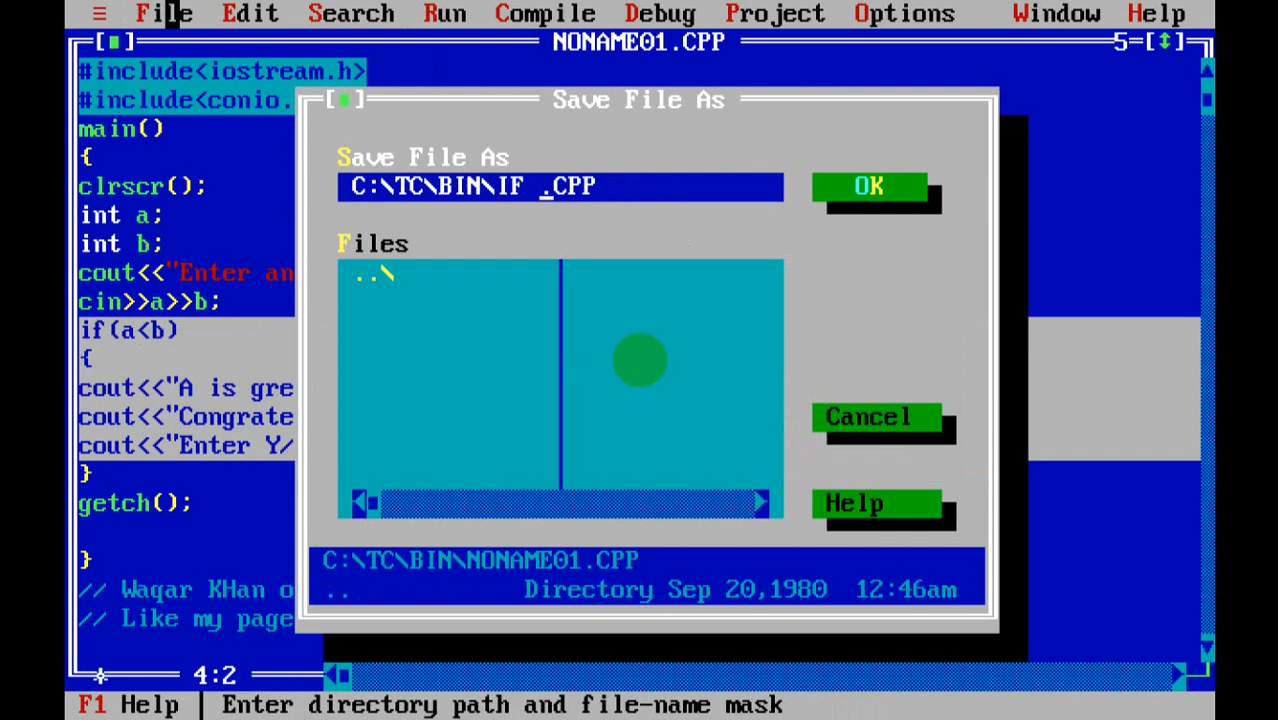 ≡ File Edit Search Run Compile Debug Project Options Window Help
[■] NONAME01.CPP 5=[↕]
#include<iostream.h>
#include<conio.
main()
{
clrscr();
int a;
int b;
cout<<"Enter an
cin>>a>>b;
if(a<b)
{
cout<<"A is gre
cout<<"Congrate
cout<<"Enter Y/
}
getch();
}
// Waqar KHan o
// Like my page
[■] Save File As
Save File As
C:\TC\BIN\IF _.CPP
OK
Files
..\
Cancel
Help
C:\TC\BIN\NONAME01.CPP
.. Directory Sep 20,1980 12:46am
4:2
F1 Help | Enter directory path and file-name mask